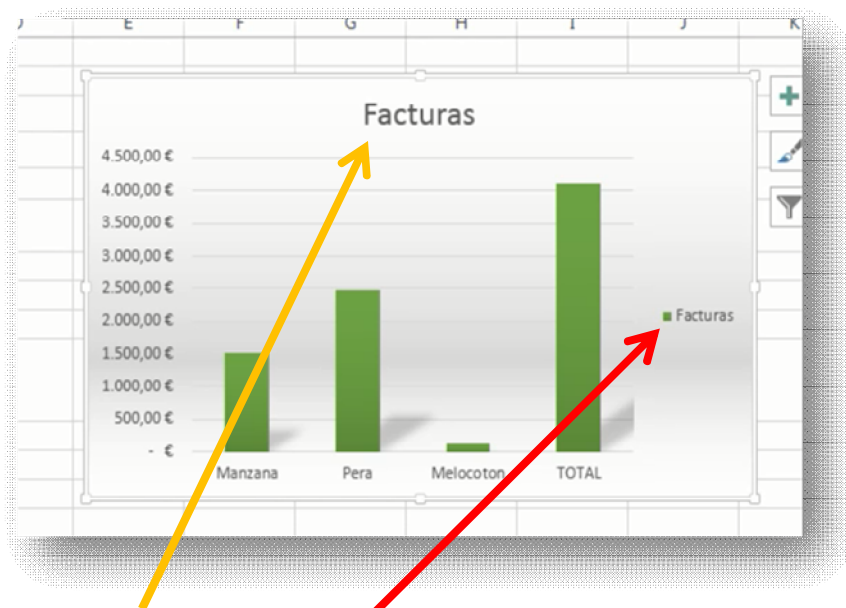 E F G H I J K
Facturas
4.500,00 €
4.000,00 €
3.500,00 €
3.000,00 €
2.500,00 €
2.000,00 €
1.500,00 €
1.000,00 €
500,00 €
- €
Manzana Pera Melocoton TOTAL
Facturas